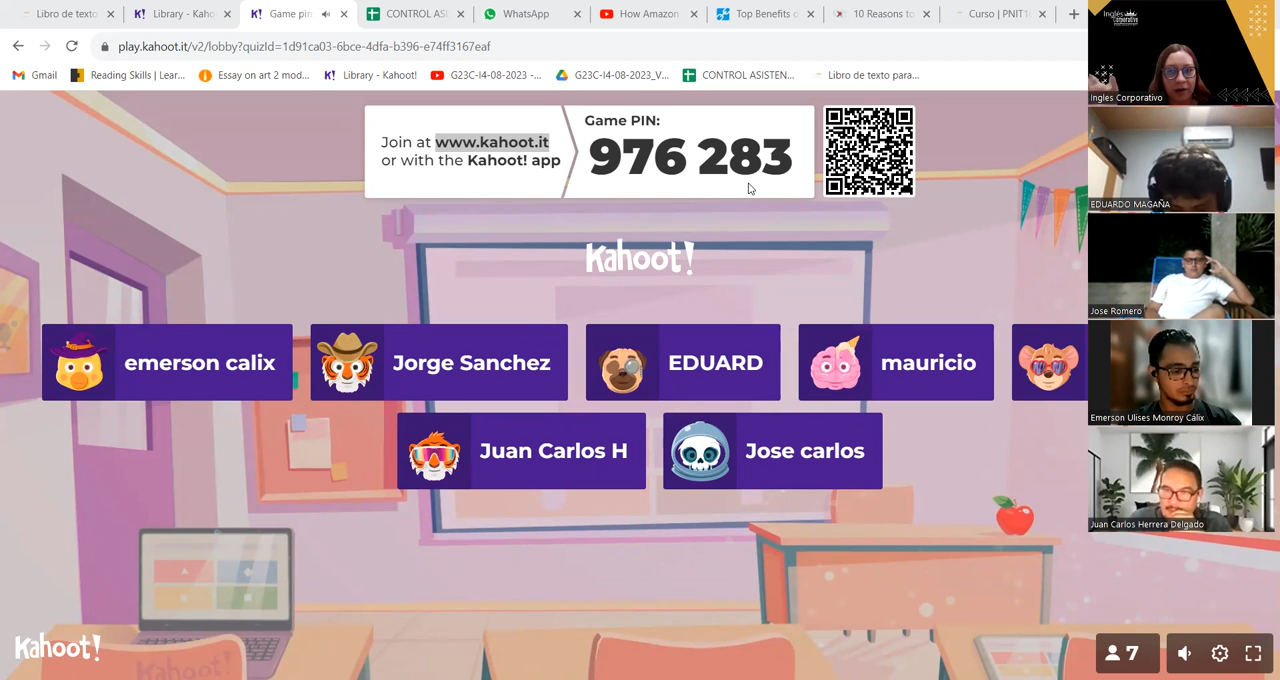 Libro de texto
Library - Kaho
Game pin
CONTROL AS
WhatsApp
How Amazon
Top Benefits o
10 Reasons to
Curso | PNIT1
play.kahoot.it/v2/lobby?quizId=1d91ca03-6bce-4dfa-b396-e74ff3167eaf
Gmail
Reading Skills | Lear...
Essay on art 2 mod...
Library - Kahoot!
G23C-I4-08-2023 -...
G23C-I4-08-2023_V...
CONTROL ASISTEN...
Libro de texto para...
Join at www.kahoot.it
or with the Kahoot! app
Game PIN:
976 283
Kahoot!
emerson calix
Jorge Sanchez
EDUARD
mauricio
Juan Carlos H
Jose carlos
Kahoot!
7
Inglés
Corporativo
Ingles Corporativo
EDUARDO MAGAÑA
Jose Romero
Emerson Ulises Monroy Cálix
Juan Carlos Herrera Delgado